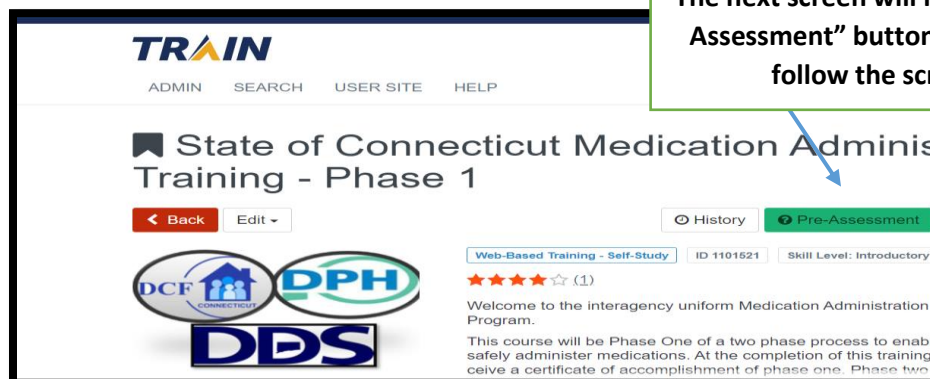 The next screen will
Assessment” button
follow the scr
TRAIN
ADMIN SEARCH USER SITE HELP
State of Connecticut Medication Adminis
Training - Phase 1
Back Edit History Pre-Assessment
Web-Based Training - Self-Study ID 1101521 Skill Level: Introductory
(1)
DCF DPH
CONNECTICUT
DDS
Welcome to the interagency uniform Medication Administration
Program.
This course will be Phase One of a two phase process to enab
safely administer medications. At the completion of this training
ceive a certificate of accomplishment of phase one. Phase two